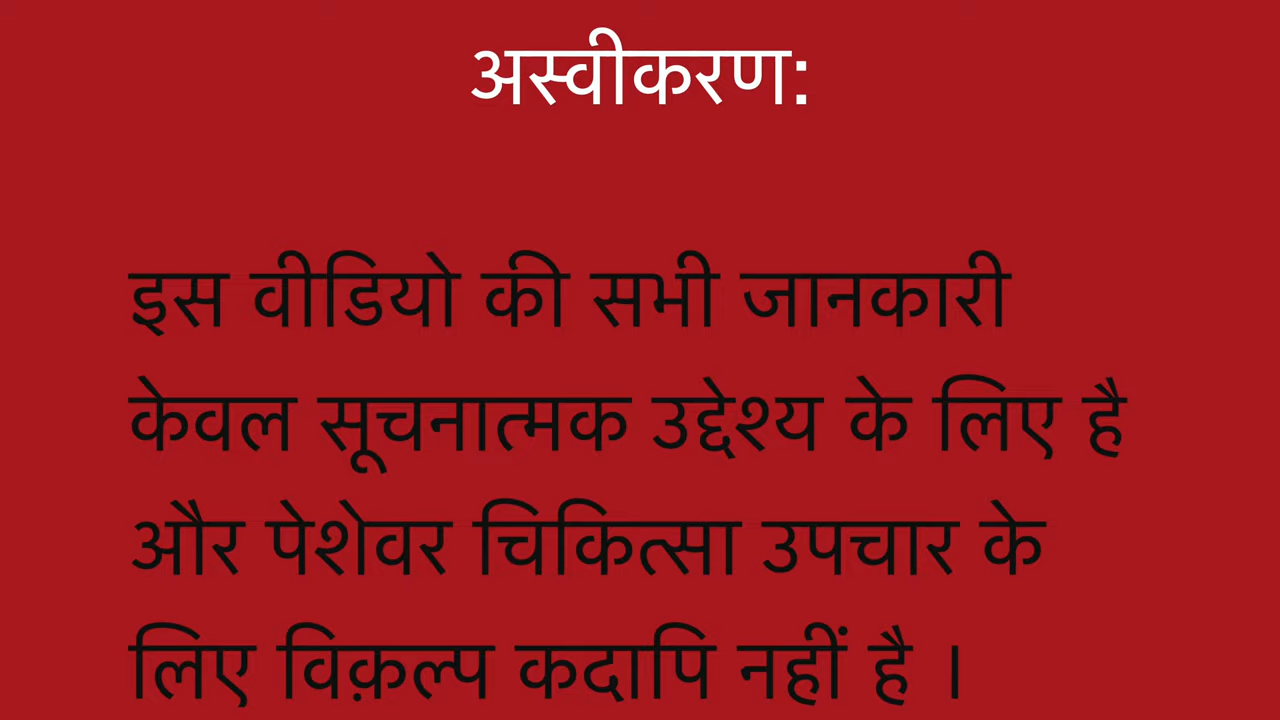 अस्वीकरण:
इस वीडियो की सभी जानकारी
केवल सूचनात्मक उद्देश्य के लिए है
और पेशेवर चिकित्सा उपचार के
लिए विक़ल्प कदापि नहीं है ।